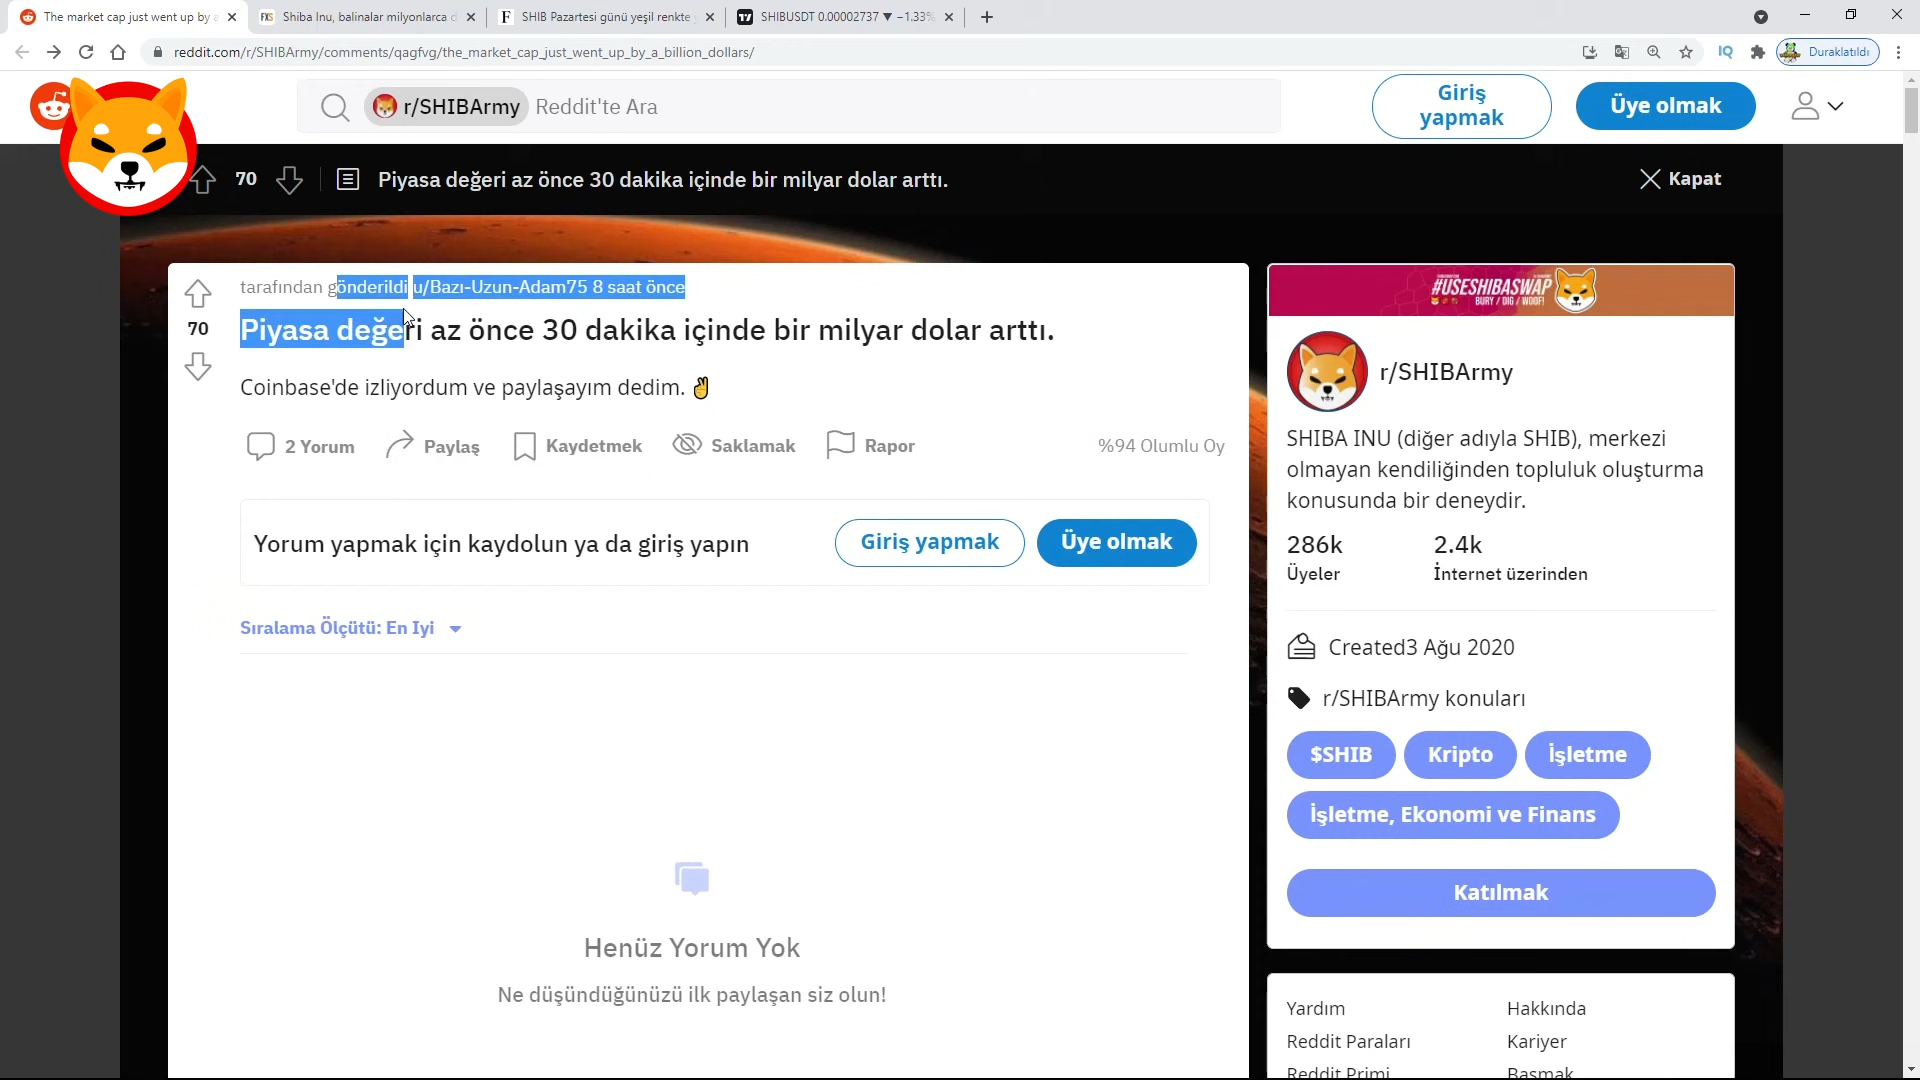 The market cap just went up by a
FXS Shiba Inu, balinalar milyonlarca d
F SHIB Pazartesi günü yeşil renkte
SHIBUSDT 0.00002737 ▼ −1.33%
reddit.com/r/SHIBArmy/comments/qagfvg/the_market_cap_just_went_up_by_a_billion_dollars/
IQ
Duraklatıldı
r/SHIBArmy Reddit'te Ara
Giriş yapmak
Üye olmak
70
Piyasa değeri az önce 30 dakika içinde bir milyar dolar arttı.
Kapat
tarafından gönderildi u/Bazı-Uzun-Adam75 8 saat önce
70
Piyasa değeri az önce 30 dakika içinde bir milyar dolar arttı.
Coinbase'de izliyordum ve paylaşayım dedim. ✌
2 Yorum Paylaş Kaydetmek Saklamak Rapor %94 Olumlu Oy
Yorum yapmak için kaydolun ya da giriş yapın
Giriş yapmak
Üye olmak
Sıralama Ölçütü: En Iyi
Henüz Yorum Yok
Ne düşündüğünüzü ilk paylaşan siz olun!
#USESHIBASWAP
BURY / DIG / WOOF!
r/SHIBArmy
SHIBA INU (diğer adıyla SHIB), merkezi
olmayan kendiliğinden topluluk oluşturma
konusunda bir deneydir.
286k 2.4k
Üyeler İnternet üzerinden
Created3 Ağu 2020
r/SHIBArmy konuları
$SHIB Kripto İşletme
İşletme, Ekonomi ve Finans
Katılmak
Yardım Hakkında
Reddit Paraları Kariyer
Reddit Primi Basmak